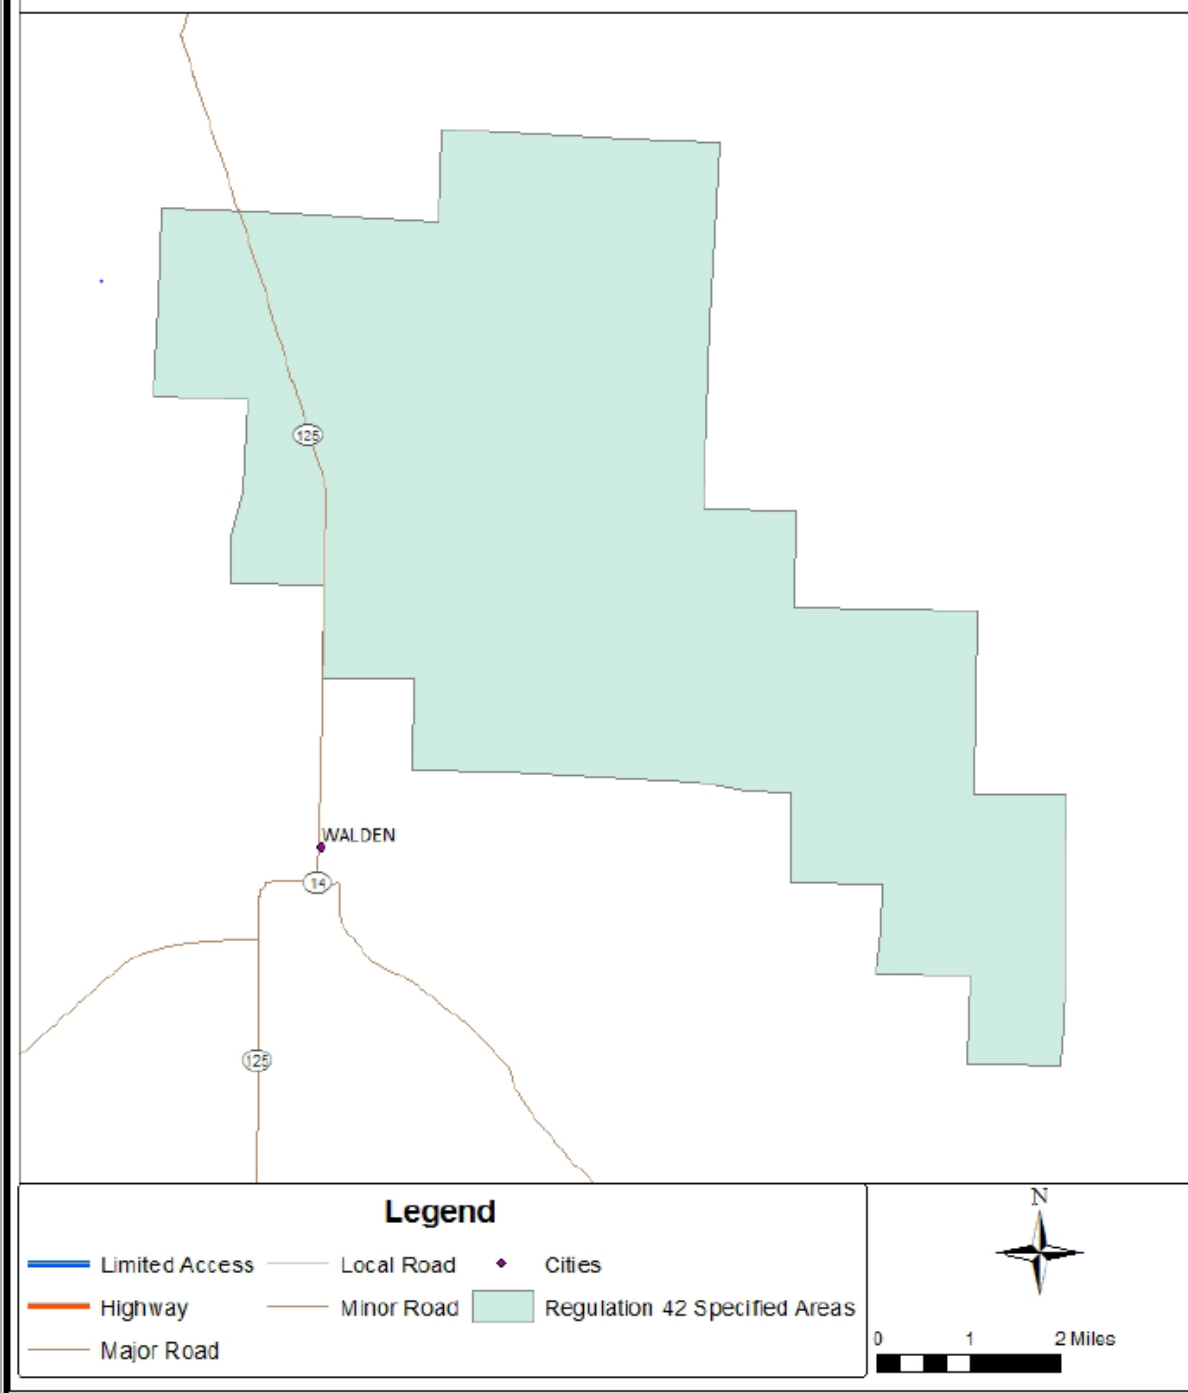 125
WALDEN
14
125
Legend
Limited Access
Local Road
Cities
Highway
Minor Road
Regulation 42 Specified Areas
Major Road
N
0 1 2 Miles